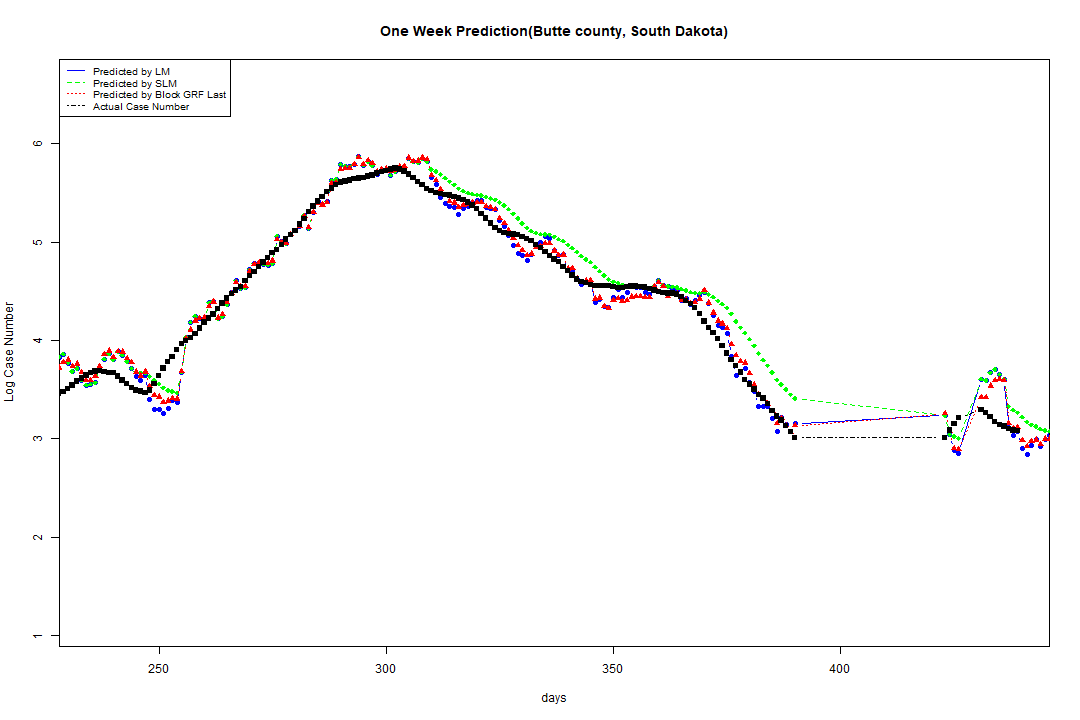 One Week Prediction(Butte county, South Dakota)
Predicted by LM
Predicted by SLM
Predicted by Block GRF Last
Actual Case Number
Log Case Number
6
5
4
3
2
1
250 300 350 400
days